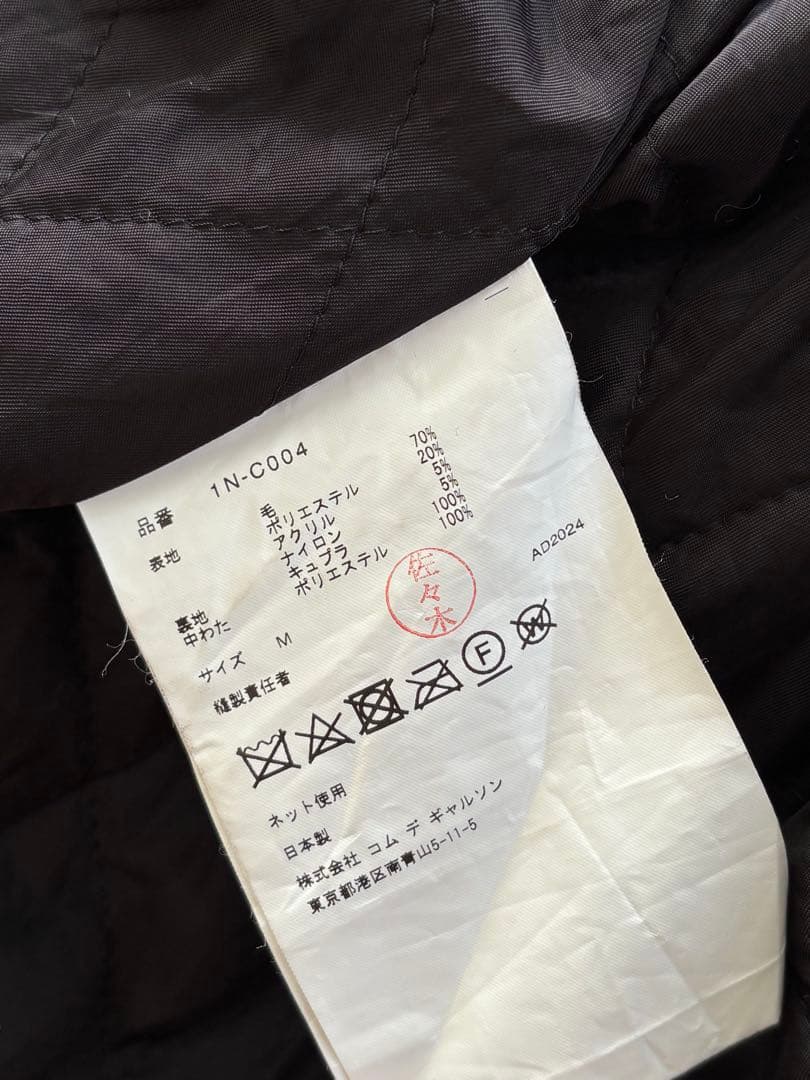 品番 1N-C004
表地 毛 70%
ポリエステル 20%
アクリル 5%
ナイロン 5%
裏地 キュプラ 100%
中わた ポリエステル 100%
サイズ M
縫製責任者 佐々木
AD2024
F
W
ネット使用
日本製
株式会社 コム デ ギャルソン
東京都港区南青山5-11-5